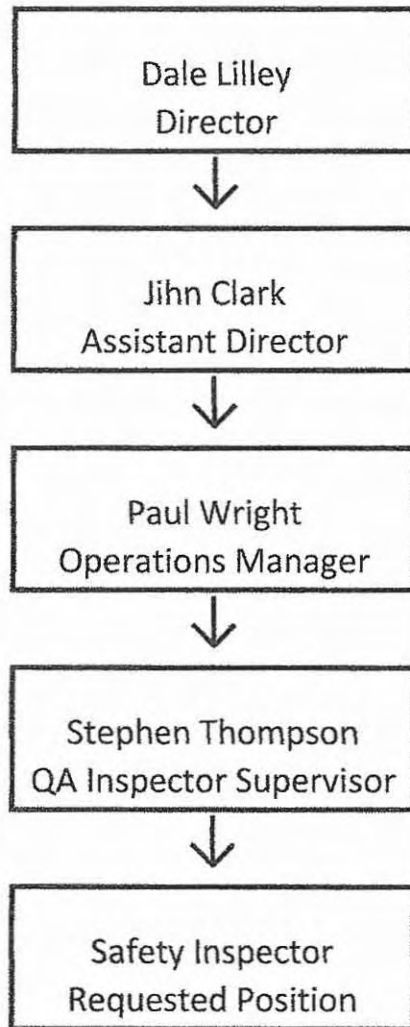 Dale Lilley
Director
Jihn Clark
Assistant Director
Paul Wright
Operations Manager
Stephen Thompson
QA Inspector Supervisor
Safety Inspector
Requested Position